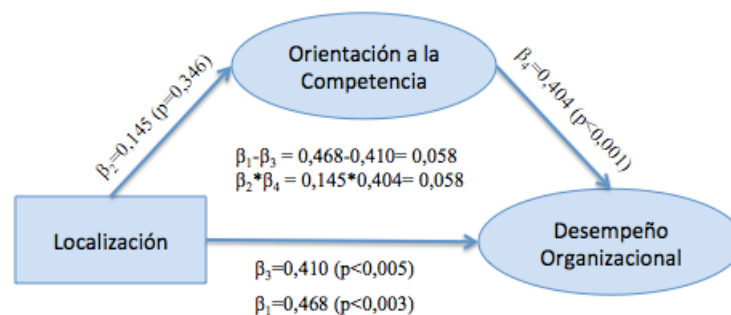 Orientación a la
Competencia
β₂=0,145 (p=0,346)
β₄=0,404 (p<0,001)
β₁-β₃ = 0,468-0,410= 0,058
β₂*β₄ = 0,145*0,404= 0,058
Localización
Desempeño
Organizacional
β₃=0,410 (p<0,005)
β₁=0,468 (p<0,003)